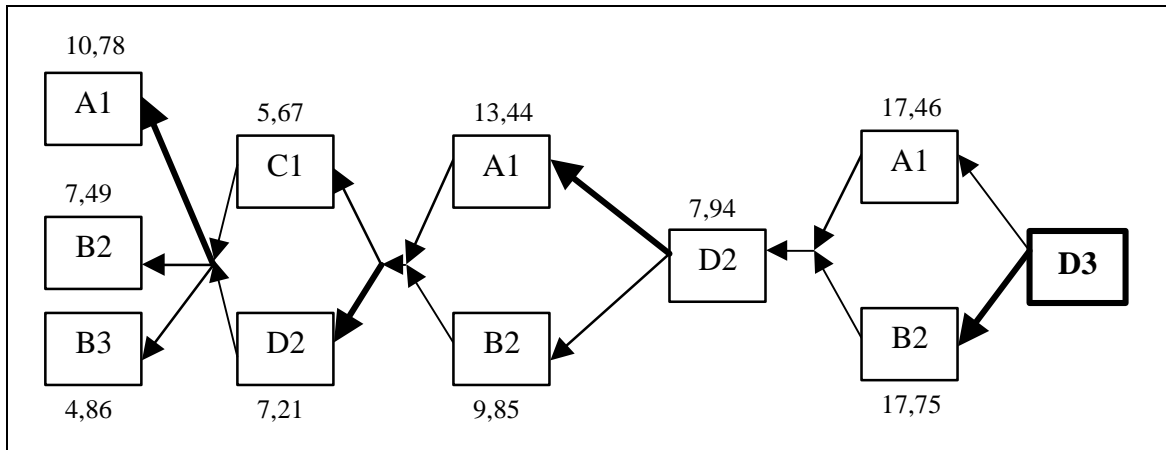 10,78
A1
7,49
B2
B3
4,86
5,67
C1
D2
7,21
13,44
A1
B2
9,85
7,94
D2
17,46
A1
B2
17,75
D3